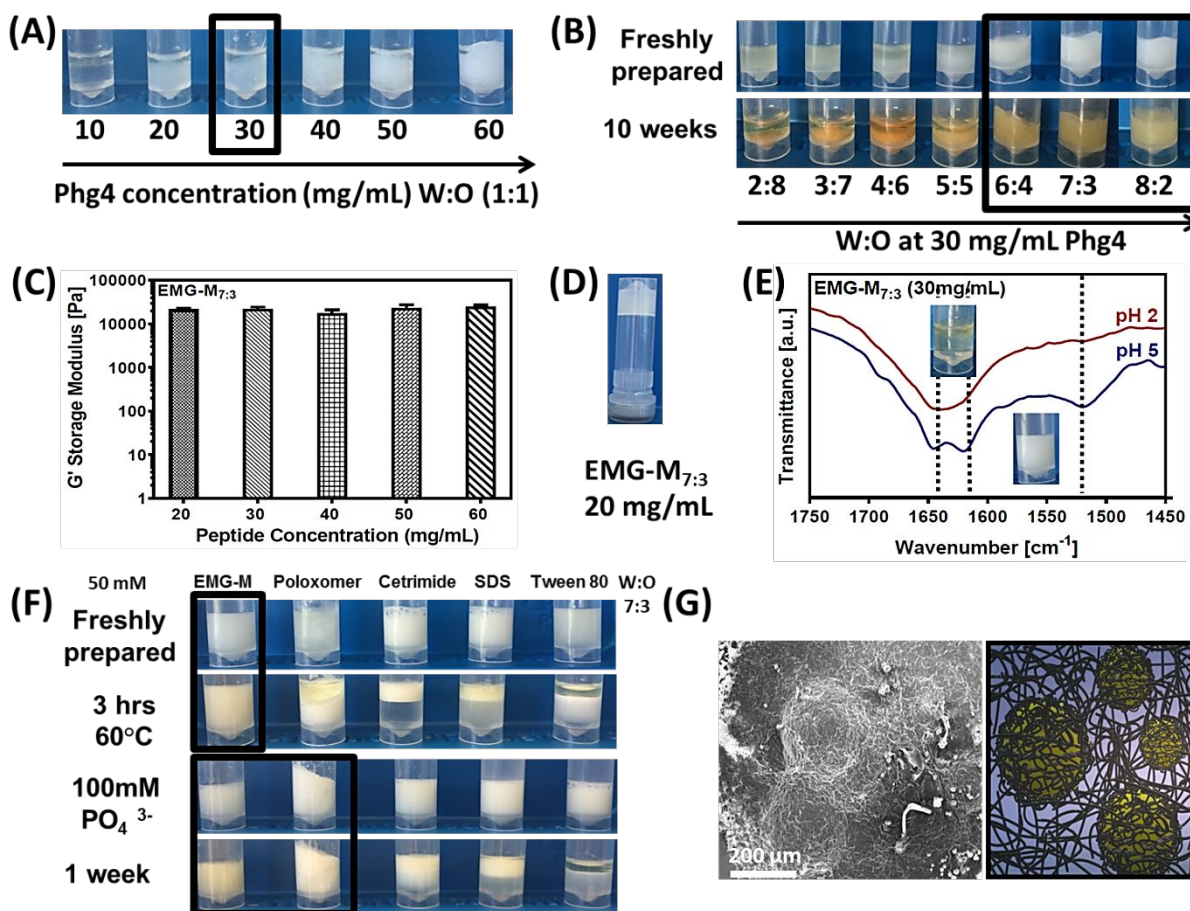 (A)
10 20 30 40 50 60
Phg4 concentration (mg/mL) W:O (1:1)
(B)
Freshly
prepared
10 weeks
2:8 3:7 4:6 5:5 6:4 7:3 8:2
W:O at 30 mg/mL Phg4
(C)
EMG-M7:3
G' Storage Modulus [Pa]
100000
10000
1000
100
10
1
20 30 40 50 60
Peptide Concentration (mg/mL)
(D)
EMG-M7:3
20 mg/mL
(E)
EMG-M7:3 (30mg/mL)
pH 2
pH 5
Transmittance [a.u.]
1750 1650 1600 1550 1500 1450
Wavenumber [cm-1]
(F)
50 mM EMG-M Poloxomer Cetrimide SDS Tween 80 W:O
7:3
Freshly
prepared
3 hrs
60°C
100mM
PO4 3-
1 week
(G)
200 µm